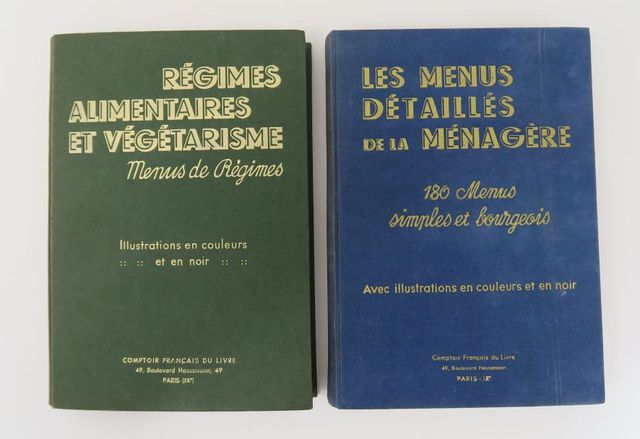 RÉGIMES
ALIMENTAIRES
ET VÉGÉTARISME
Menus de Régimes
Illustrations en couleurs
:: :: et en noir :: ::
COMPTOIR FRANÇAIS DU LIVRE
49, Boulevard Haussmann, 49
PARIS (IXe)
LES MENUS
DÉTAILLÉS
DE LA MÉNAGÈRE
180 Menus
simples et bourgeois
Avec illustrations en couleurs et en noir
Comptoir Français du Livre
49, Boulevard Haussmann
PARIS - IXe